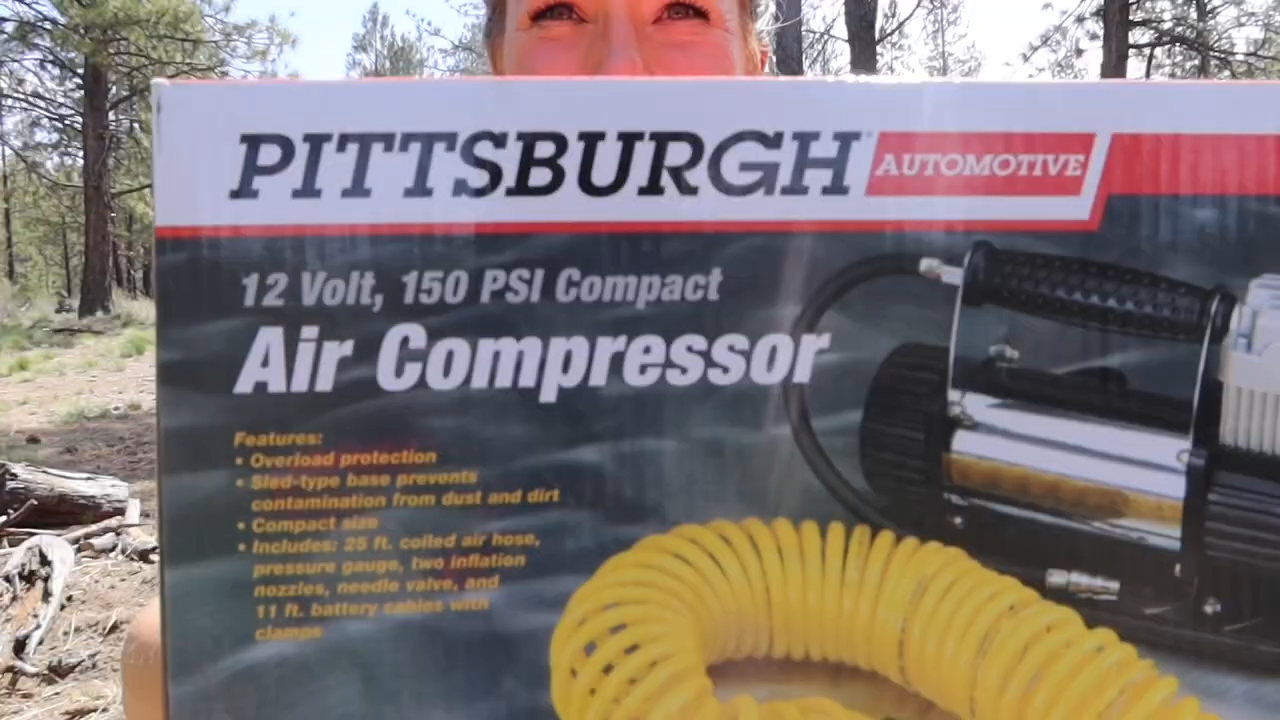 PITTSBURGH AUTOMOTIVE
12 Volt, 150 PSI Compact
Air Compressor
Features:
• Overload protection
• Sled-type base prevents
contamination from dust and dirt
• Compact size
• Includes: 25 ft. coiled air hose,
pressure gauge, two inflation
nozzles, needle valve, and
11 ft. battery cables with
clamps